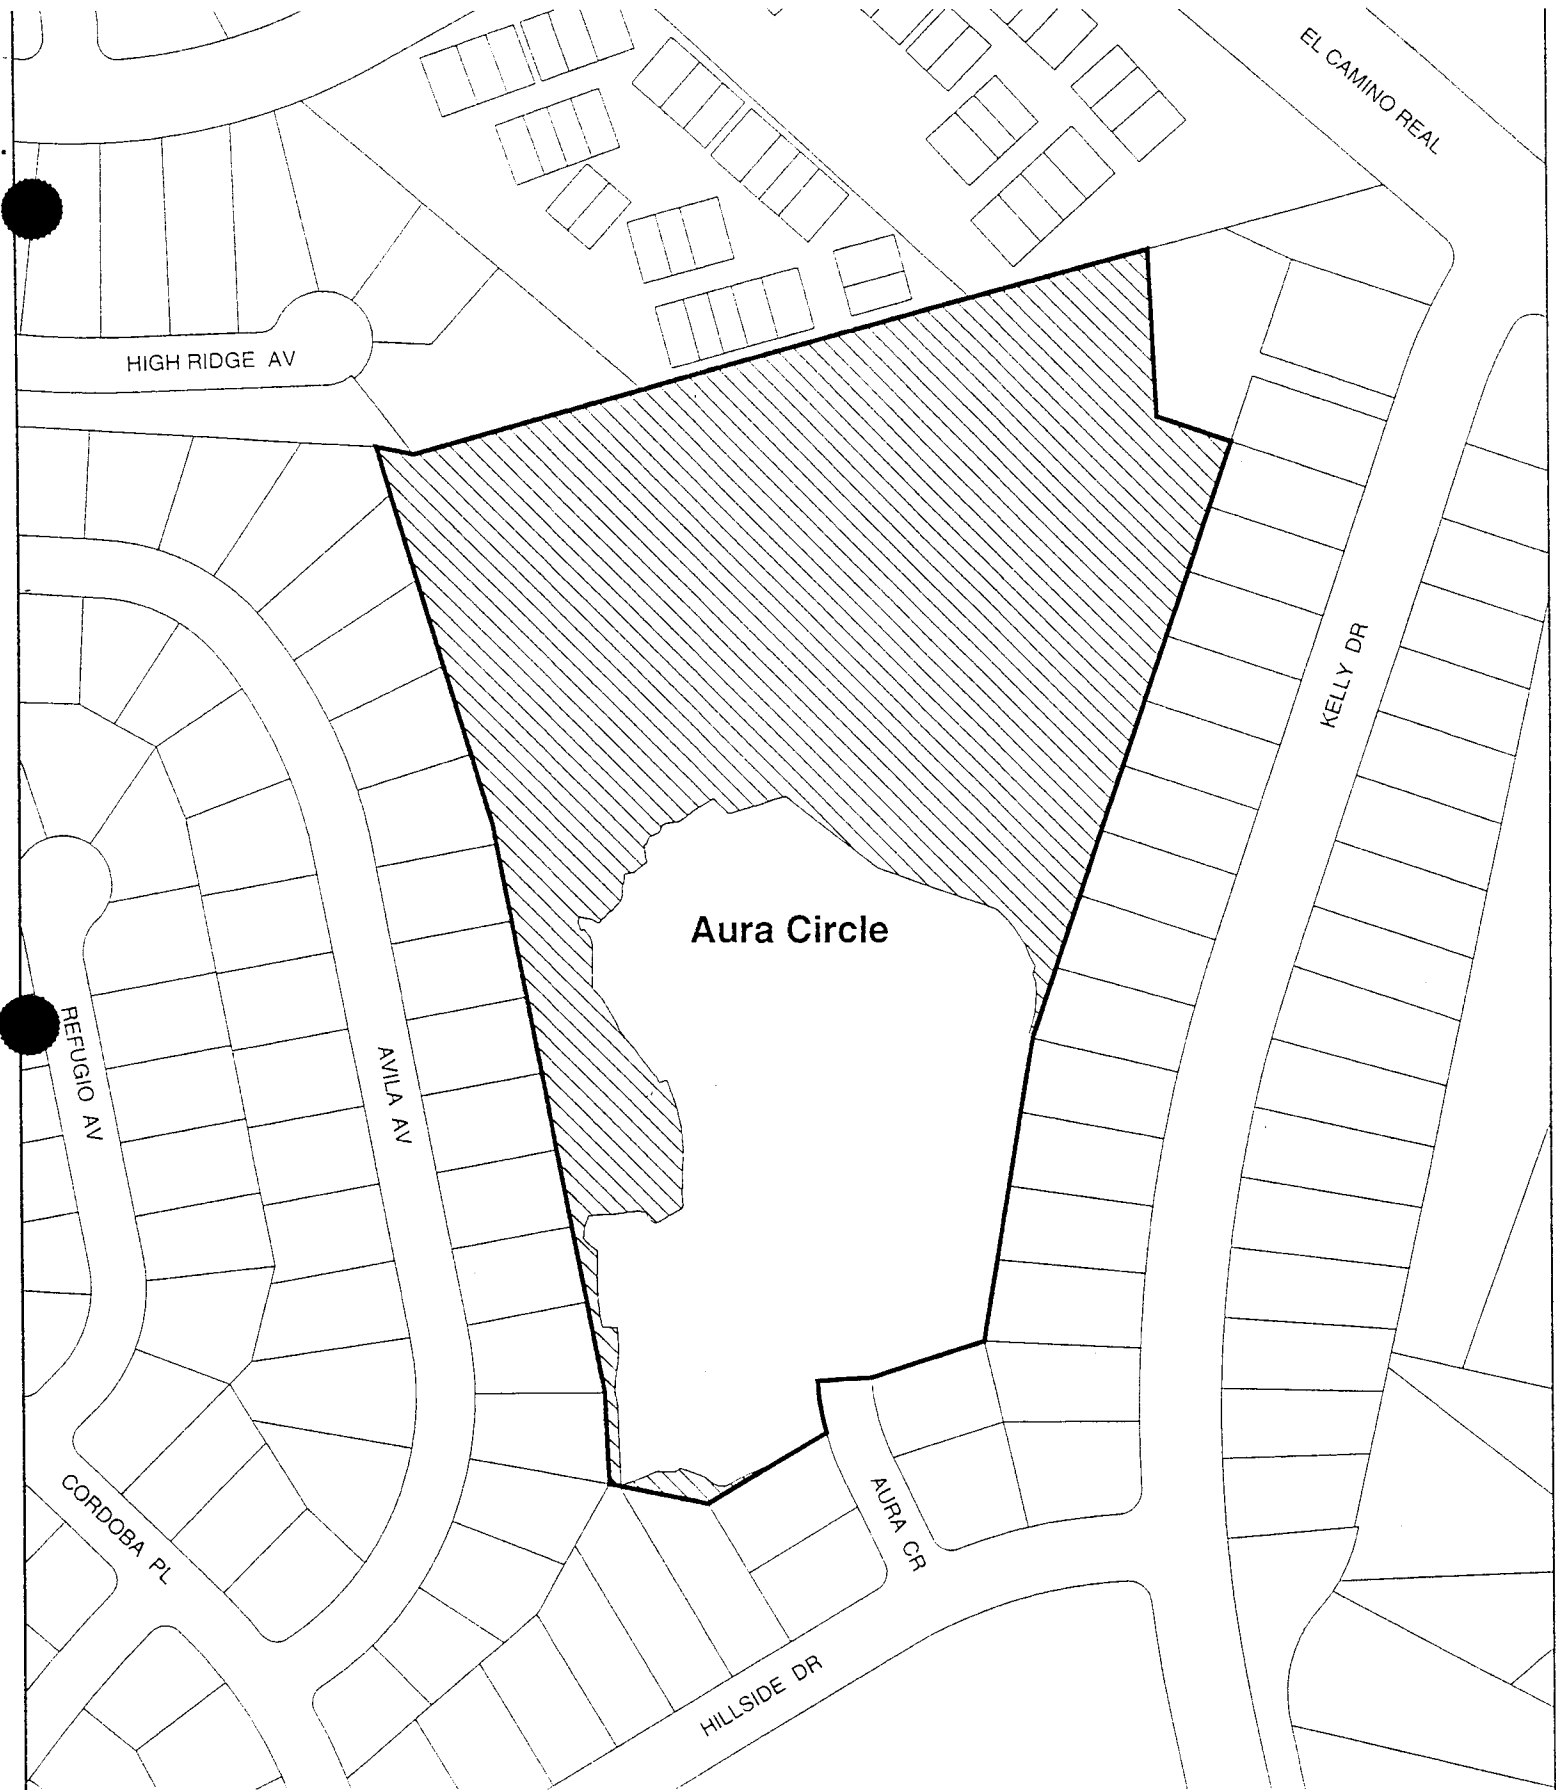 EL CAMINO REAL
HIGH RIDGE AV
KELLY DR
Aura Circle
REFUGIO AV
AVILA AV
CORDOBA PL
AURA CR
HILLSIDE DR